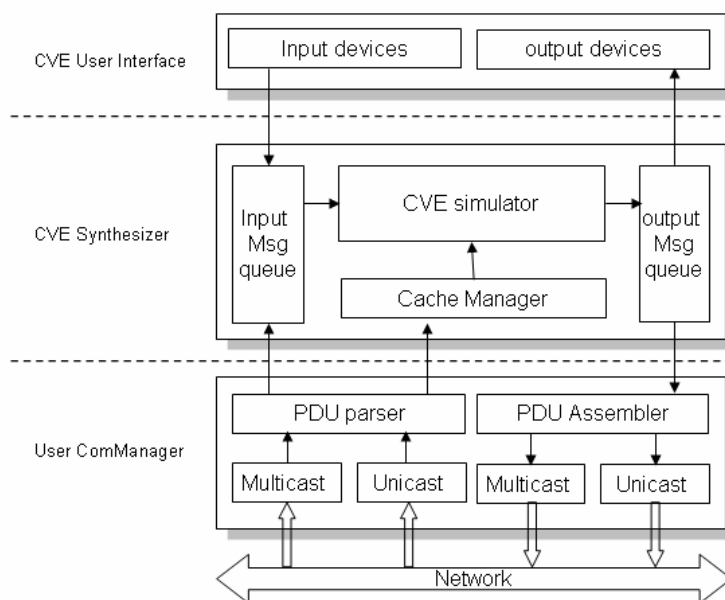 CVE User Interface
Input devices
output devices
CVE Synthesizer
Input
Msg
queue
CVE simulator
output
Msg
queue
Cache Manager
User ComManager
PDU parser
PDU Assembler
Multicast
Unicast
Multicast
Unicast
Network